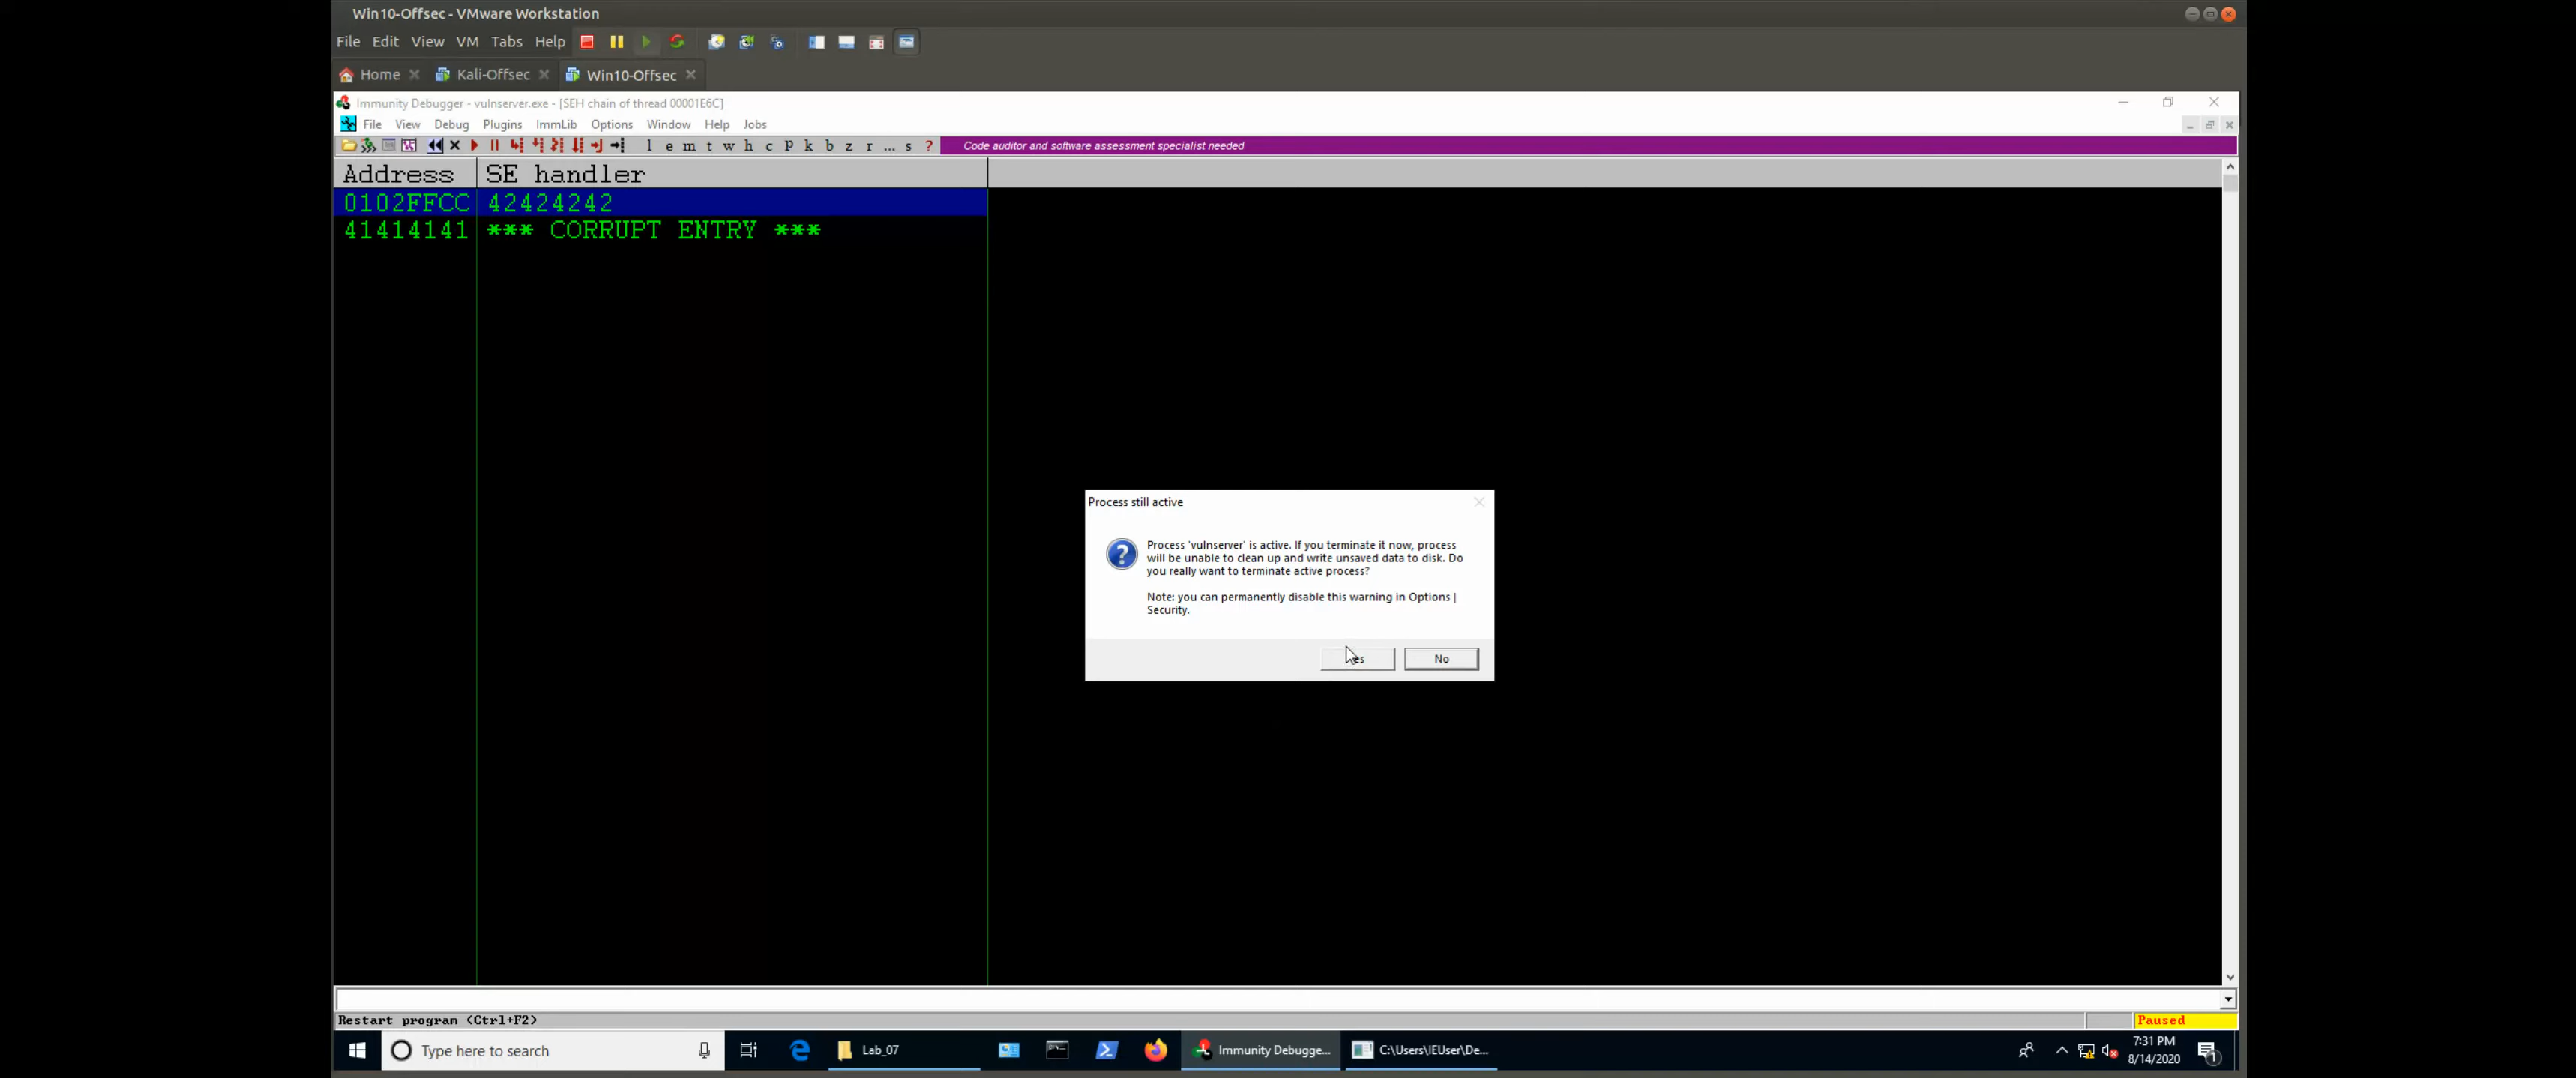 Win10-Offsec - VMware Workstation
File Edit View VM Tabs Help
Home Kali-Offsec Win10-Offsec
Immunity Debugger - vulnserver.exe - [SEH chain of thread 00001E6C]
File View Debug Plugins ImmLib Options Window Help Jobs
l e m t w h c P k b z r ... s ? Code auditor and software assessment specialist needed
Address SE handler
0102FFCC 42424242
41414141 *** CORRUPT ENTRY ***
Process still active
Process 'vulnserver' is active. If you terminate it now, process
will be unable to clean up and write unsaved data to disk. Do
you really want to terminate active process?
Note: you can permanently disable this warning in Options |
Security.
No
Restart program (Ctrl+F2)
Paused
Type here to search
Lab_07
Immunity Debugge...
C:\Users\IEUser\De...
7:31 PM
8/14/2020
1